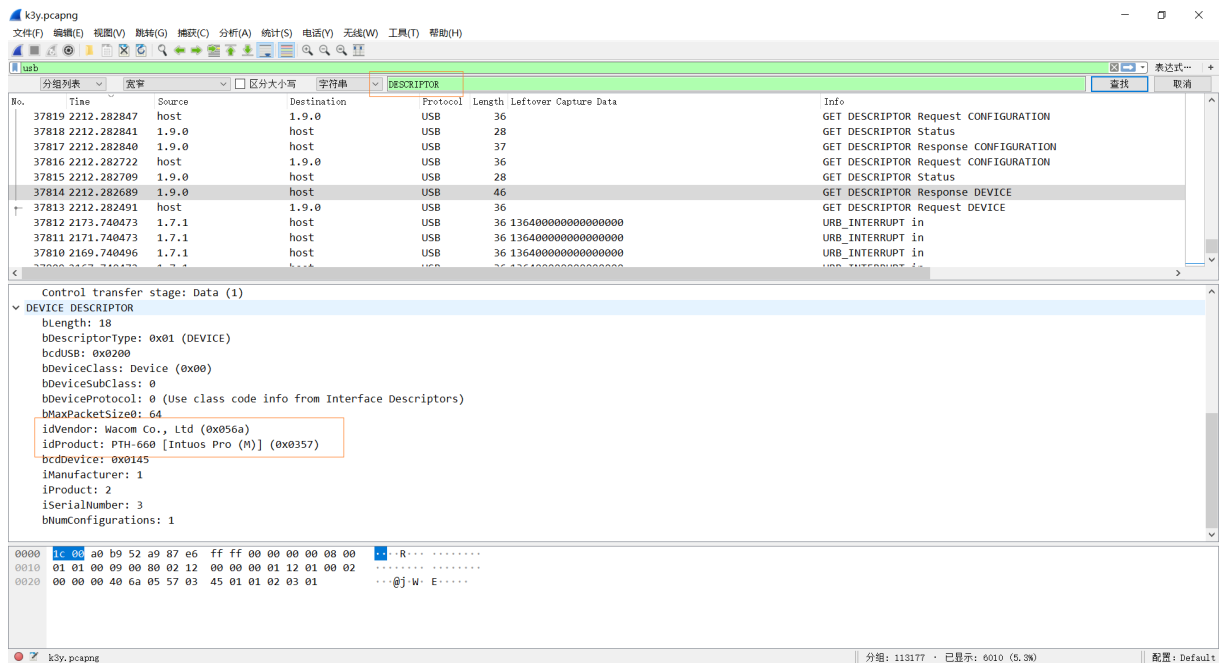 k3y.pcapng
文件(F) 编辑(E) 视图(V) 跳转(G) 捕获(C) 分析(A) 统计(S) 电话(Y) 无线(W) 工具(T) 帮助(H)
usb 表达式… +
分组列表 宽窄 区分大小写 字符串 DESCRIPTOR 查找 取消
No. Time Source Destination Protocol Length Leftover Capture Data Info
37819 2212.282847 host 1.9.0 USB 36 GET DESCRIPTOR Request CONFIGURATION
37818 2212.282841 1.9.0 host USB 28 GET DESCRIPTOR Status
37817 2212.282840 1.9.0 host USB 37 GET DESCRIPTOR Response CONFIGURATION
37816 2212.282722 host 1.9.0 USB 36 GET DESCRIPTOR Request CONFIGURATION
37815 2212.282709 1.9.0 host USB 28 GET DESCRIPTOR Status
37814 2212.282689 1.9.0 host USB 46 GET DESCRIPTOR Response DEVICE
37813 2212.282491 host 1.9.0 USB 36 GET DESCRIPTOR Request DEVICE
37812 2173.740473 1.7.1 host USB 36 136400000000000000 URB_INTERRUPT in
37811 2171.740473 1.7.1 host USB 36 136400000000000000 URB_INTERRUPT in
37810 2169.740496 1.7.1 host USB 36 136400000000000000 URB_INTERRUPT in
Control transfer stage: Data (1)
DEVICE DESCRIPTOR
bLength: 18
bDescriptorType: 0x01 (DEVICE)
bcdUSB: 0x0200
bDeviceClass: Device (0x00)
bDeviceSubClass: 0
bDeviceProtocol: 0 (Use class code info from Interface Descriptors)
bMaxPacketSize0: 64
idVendor: Wacom Co., Ltd (0x056a)
idProduct: PTH-660 [Intuos Pro (M)] (0x0357)
bcdDevice: 0x0145
iManufacturer: 1
iProduct: 2
iSerialNumber: 3
bNumConfigurations: 1
0000 1c 00 a0 b9 52 a9 87 e6 ff ff 00 00 00 00 08 00 ····R··· ········
0010 01 01 00 09 00 80 02 12 00 00 00 01 12 01 00 02 ········ ········
0020 00 00 00 40 6a 05 57 03 45 01 01 02 03 01 ···@j·W· E·····
k3y.pcapng 分组: 113177 · 已显示: 6010 (5.3%) 配置: Default